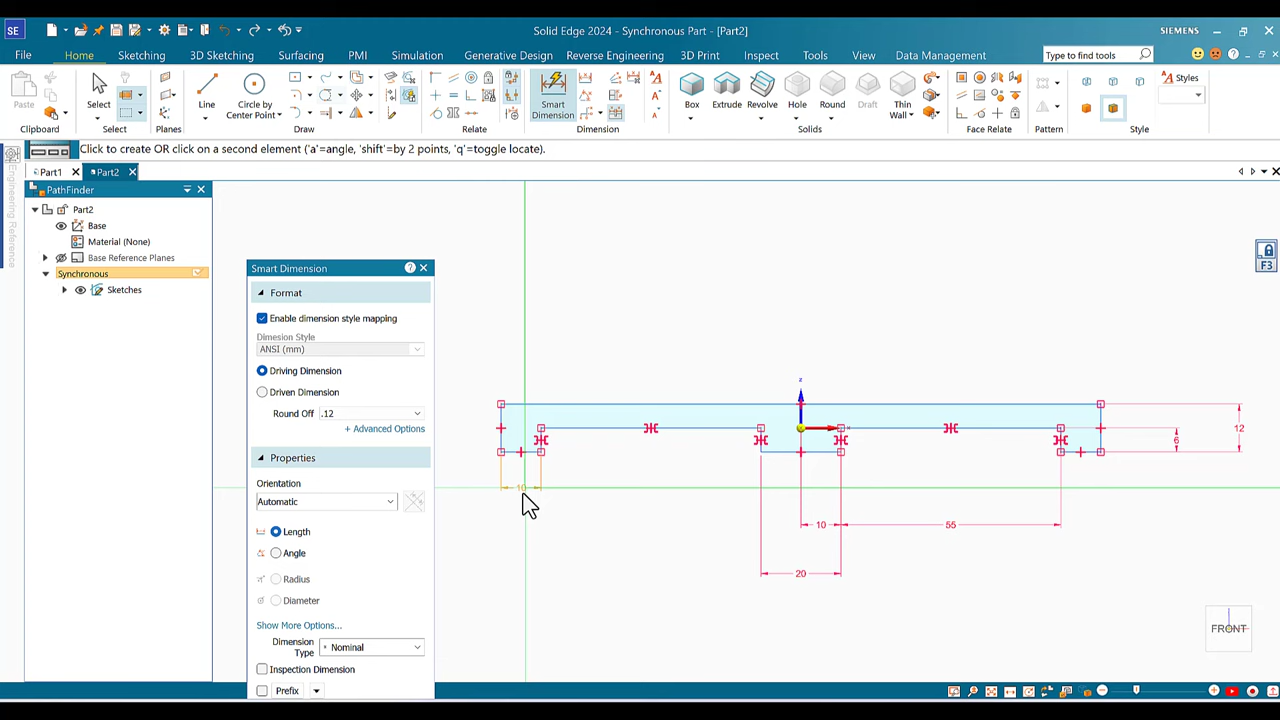 SE
Solid Edge 2024 - Synchronous Part - [Part2]
SIEMENS
File
Home
Sketching
3D Sketching
Surfacing
PMI
Simulation
Generative Design
Reverse Engineering
3D Print
Inspect
Tools
View
Data Management
Type to find tools
Paste
Clipboard
Select
Select
Planes
Line
Circle by
Center Point
Draw
Relate
Smart
Dimension
Dimension
Box
Extrude
Revolve
Hole
Round
Draft
Thin
Wall
Solids
Face Relate
Pattern
Styles
Style
Click to create OR click on a second element ('a'=angle, 'shift'=by 2 points, 'q'=toggle locate).
Part1
Part2
Engineering Reference
PathFinder
Part2
Base
Material (None)
Base Reference Planes
Synchronous
Sketches
Smart Dimension
Format
Enable dimension style mapping
Dimesion Style
ANSI (mm)
Driving Dimension
Driven Dimension
Round Off
.12
+ Advanced Options
Properties
Orientation
Automatic
Length
Angle
Radius
Diameter
Show More Options...
Dimension
Type
* Nominal
Inspection Dimension
Prefix
F3
z
x
12
6
10
10
55
20
FRONT